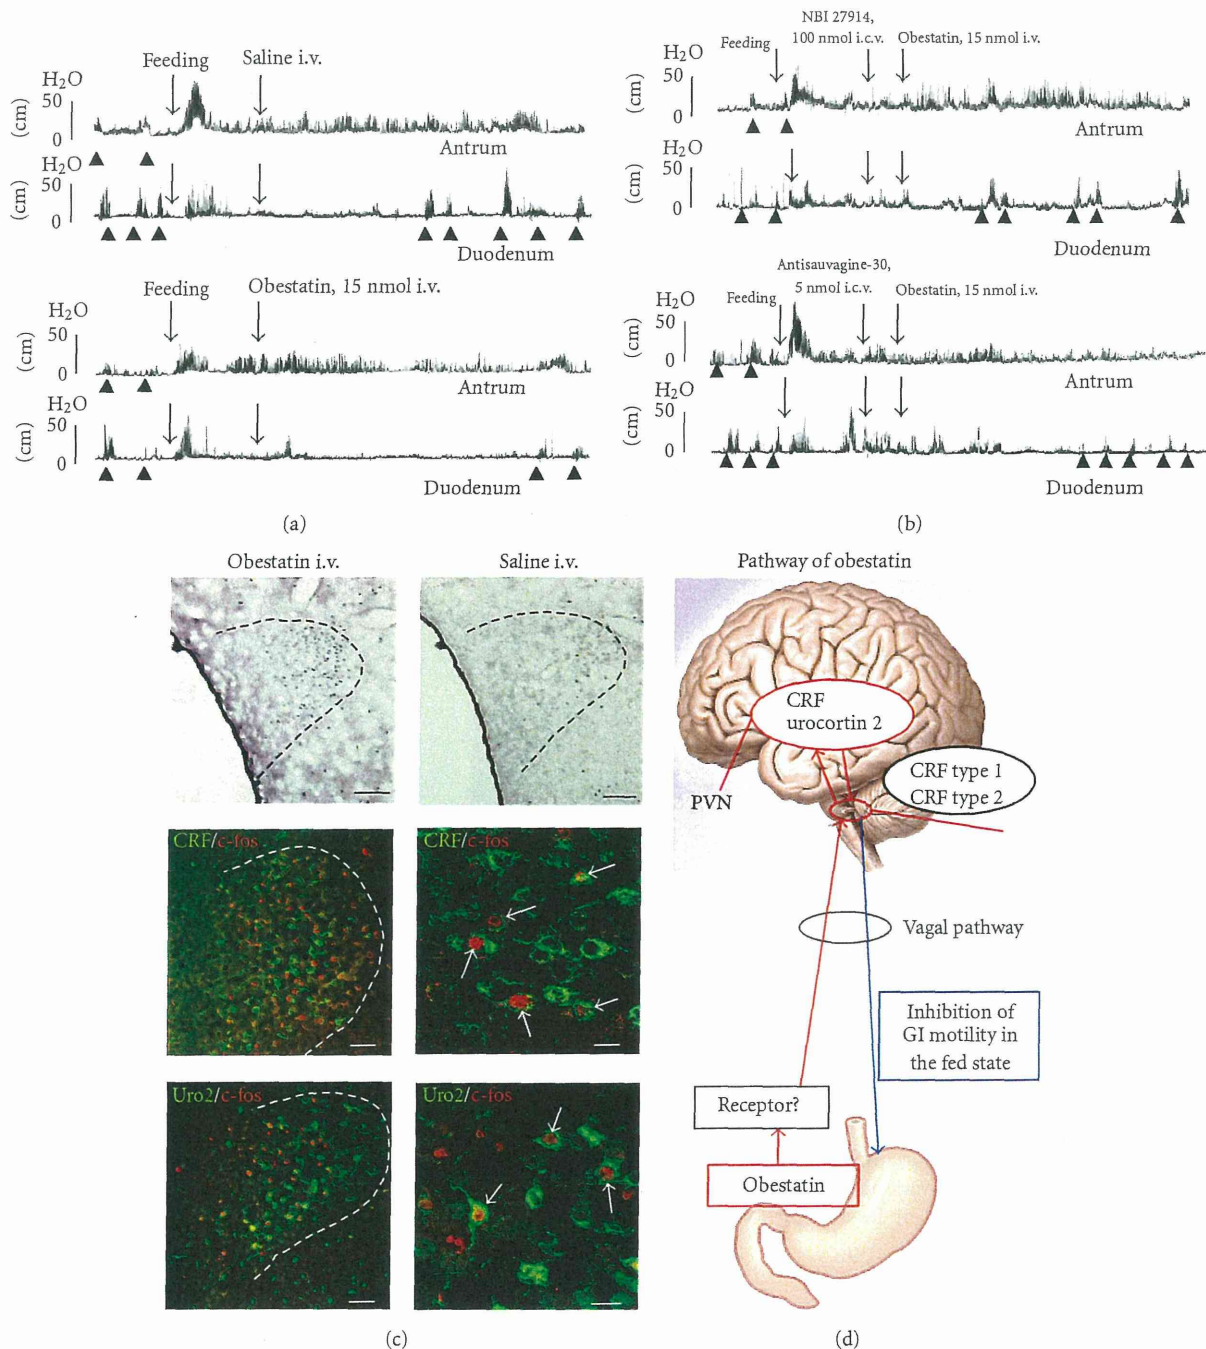 (a)
Feeding
Saline i.v.
H2O
(cm)
50
0
Antrum
H2O
(cm)
50
0
Duodenum
Feeding
Obestatin, 15 nmol i.v.
H2O
(cm)
50
0
Antrum
H2O
(cm)
50
0
Duodenum
(a)
(b)
NBI 27914,
Feeding
100 nmol i.c.v.
Obestatin, 15 nmol i.v.
H2O
(cm)
50
0
Antrum
H2O
(cm)
50
0
Duodenum
Antisauvagine-30,
Feeding
5 nmol i.c.v.
Obestatin, 15 nmol i.v.
H2O
(cm)
50
0
Antrum
H2O
(cm)
50
0
Duodenum
(b)
Obestatin i.v.
Saline i.v.
CRF/c-fos
CRF/c-fos
Uro2/c-fos
Uro2/c-fos
(c)
Pathway of obestatin
CRF
urocortin 2
CRF type 1
CRF type 2
PVN
Vagal pathway
Inhibition of
GI motility in
the fed state
Receptor?
Obestatin
(d)